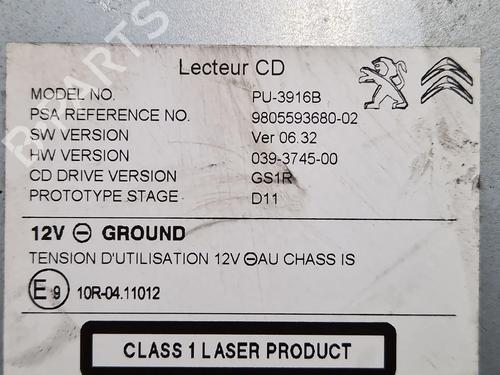 Lecteur CD
MODEL NO. PU-3916B
PSA REFERENCE NO. 9805593680-02
SW VERSION Ver 06.32
HW VERSION 039-3745-00
CD DRIVE VERSION GS1R
PROTOTYPE STAGE D11
12V ⊖ GROUND
TENSION D'UTILISATION 12V ⊖AU CHASS IS
E9 10R-04.11012
CLASS 1 LASER PRODUCT
B PARTS